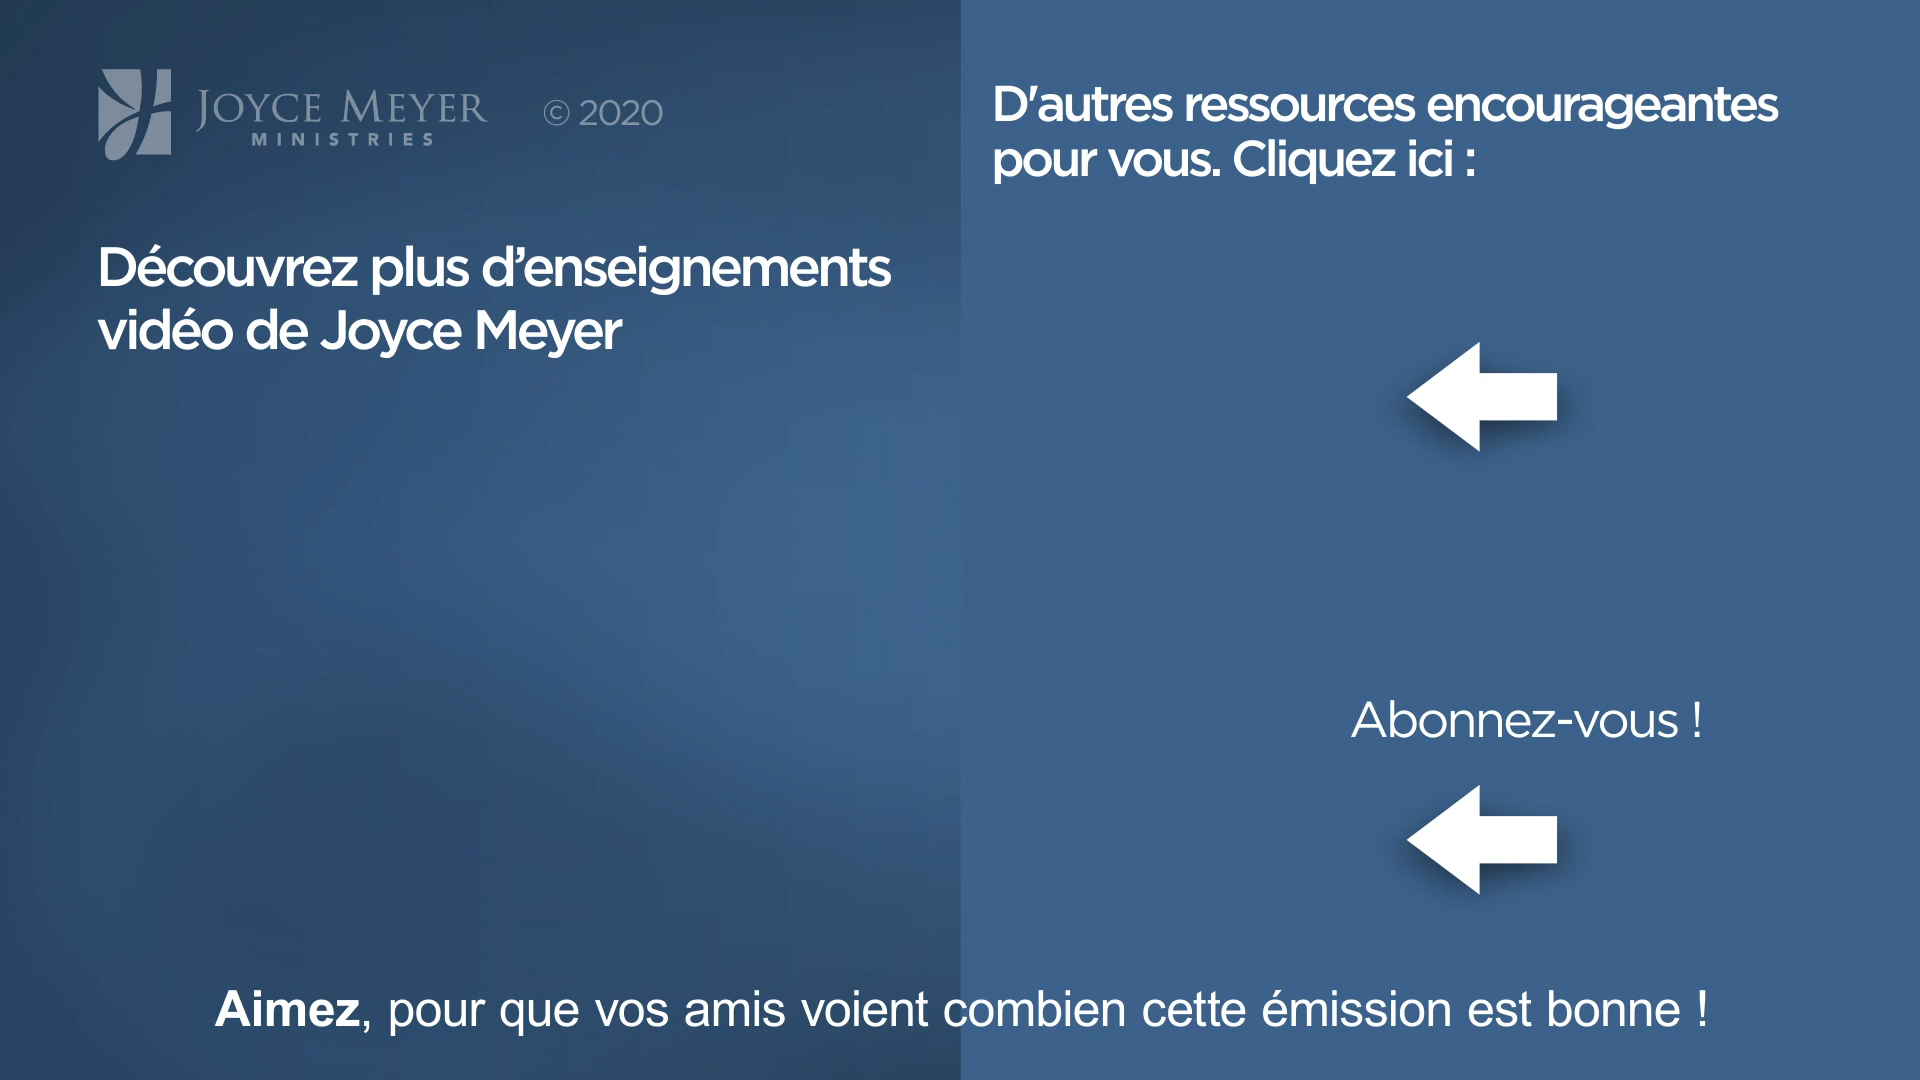 JOYCE MEYER © 2020
MINISTRIES
Découvrez plus d’enseignements
vidéo de Joyce Meyer
D'autres ressources encourageantes
pour vous. Cliquez ici :
Abonnez-vous !
Aimez, pour que vos amis voient combien cette émission est bonne !